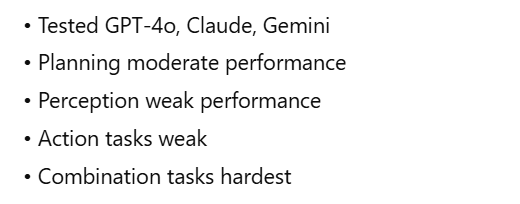 • Tested GPT-4o, Claude, Gemini
• Planning moderate performance
• Perception weak performance
• Action tasks weak
• Combination tasks hardest